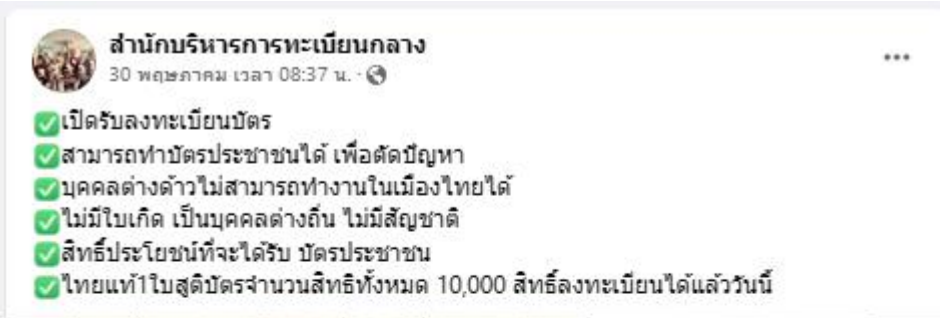 สำนักบริหารการทะเบียนกลาง
30 พฤษภาคม เวลา 08:37 น. ·
✅เปิดรับลงทะเบียนบัตร
✅สามารถทำบัตรประชาชนได้ เพื่อตัดปัญหา
✅บุคคลต่างด้าวไม่สามารถทำงานในเมืองไทยได้
✅ไม่มีใบเกิด เป็นบุคคลต่างถิ่น ไม่มีสัญชาติ
✅สิทธิ์ประโยชน์ที่จะได้รับ บัตรประชาชน
✅ไทยแท้1ใบสูติบัตรจำนวนสิทธิทั้งหมด 10,000 สิทธิ์ลงทะเบียนได้แล้ววันนี้